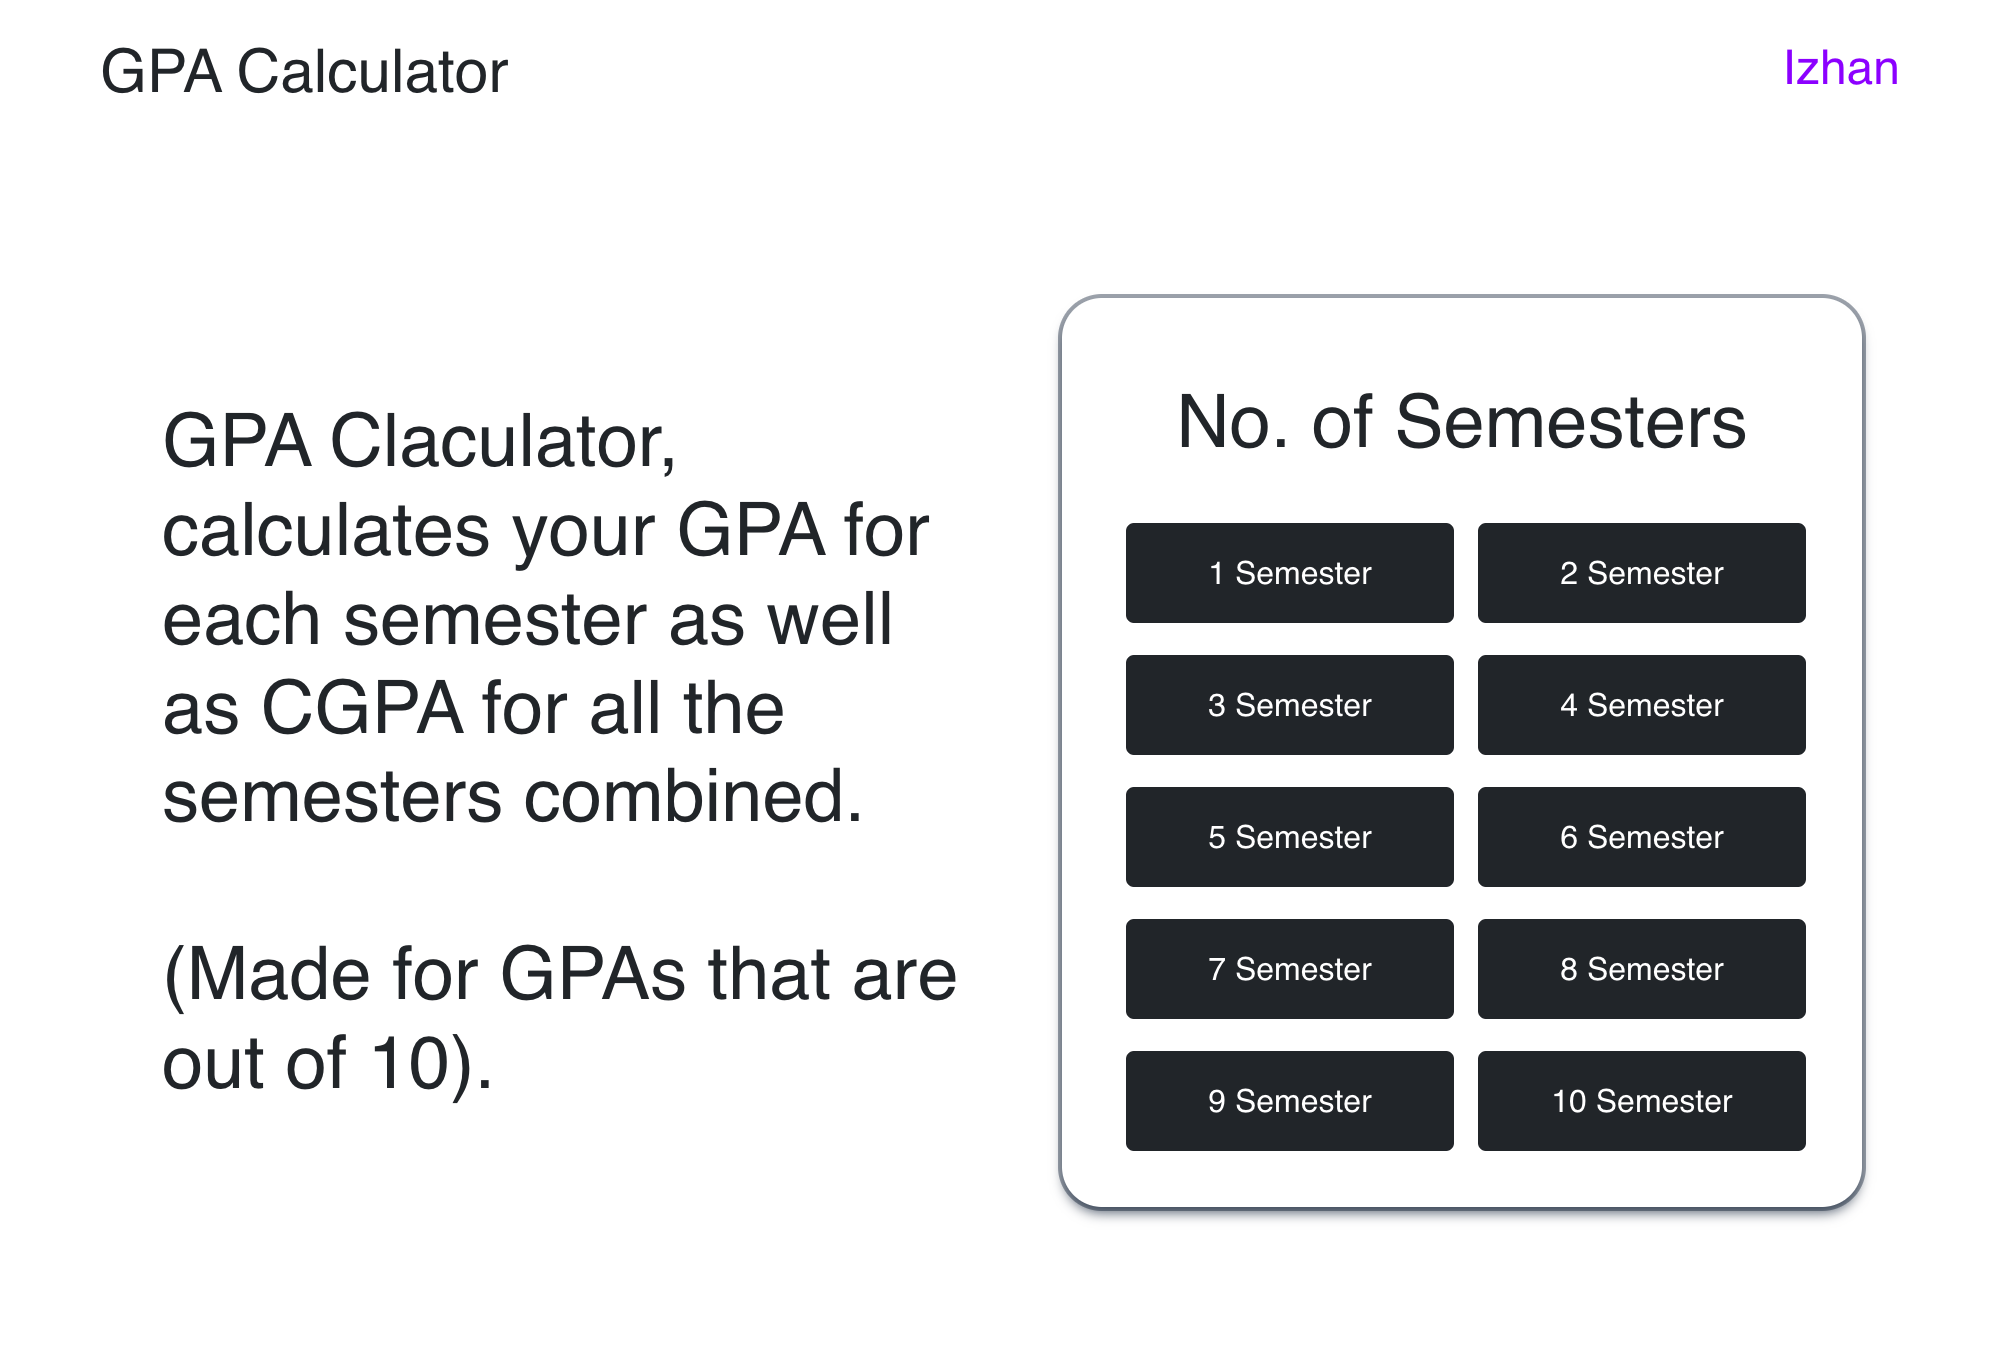 GPA Calculator
Izhan
GPA Claculator,
calculates your GPA for
each semester as well
as CGPA for all the
semesters combined.
(Made for GPAs that are
out of 10).
No. of Semesters
1 Semester
2 Semester
3 Semester
4 Semester
5 Semester
6 Semester
7 Semester
8 Semester
9 Semester
10 Semester